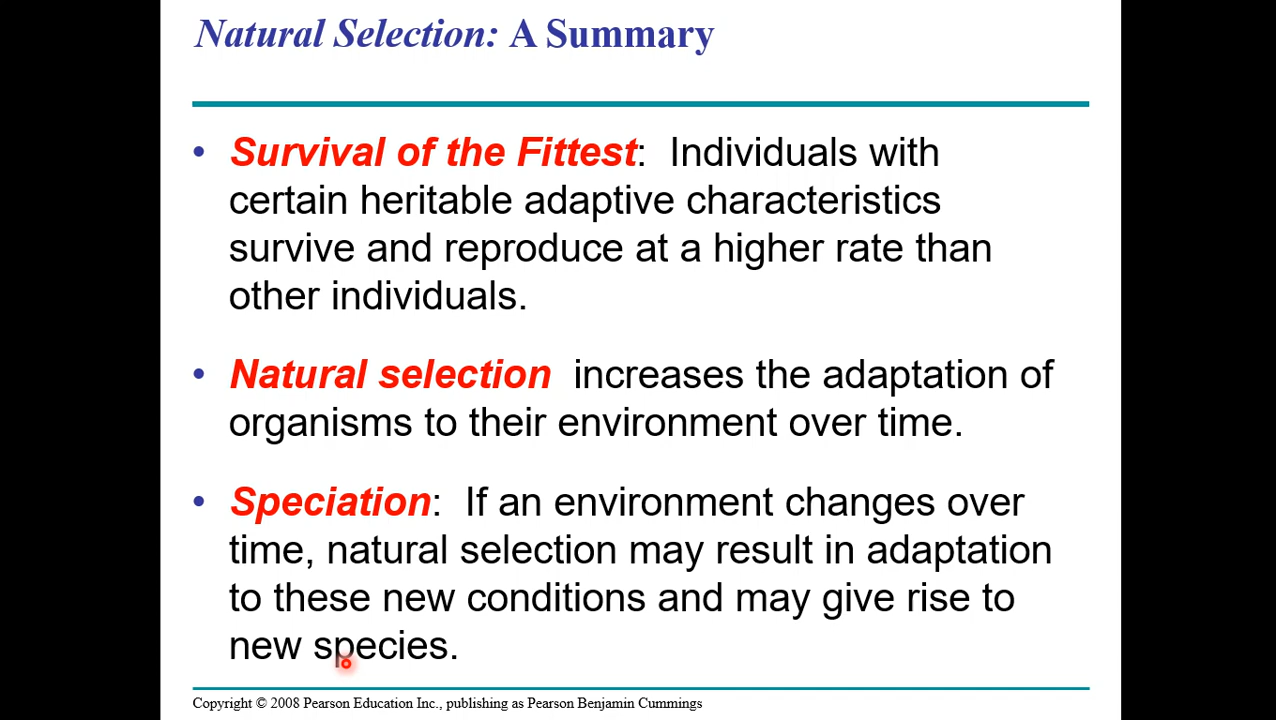 Natural Selection: A Summary
• Survival of the Fittest: Individuals with
certain heritable adaptive characteristics
survive and reproduce at a higher rate than
other individuals.
• Natural selection increases the adaptation of
organisms to their environment over time.
• Speciation: If an environment changes over
time, natural selection may result in adaptation
to these new conditions and may give rise to
new species.
Copyright © 2008 Pearson Education Inc., publishing as Pearson Benjamin Cummings